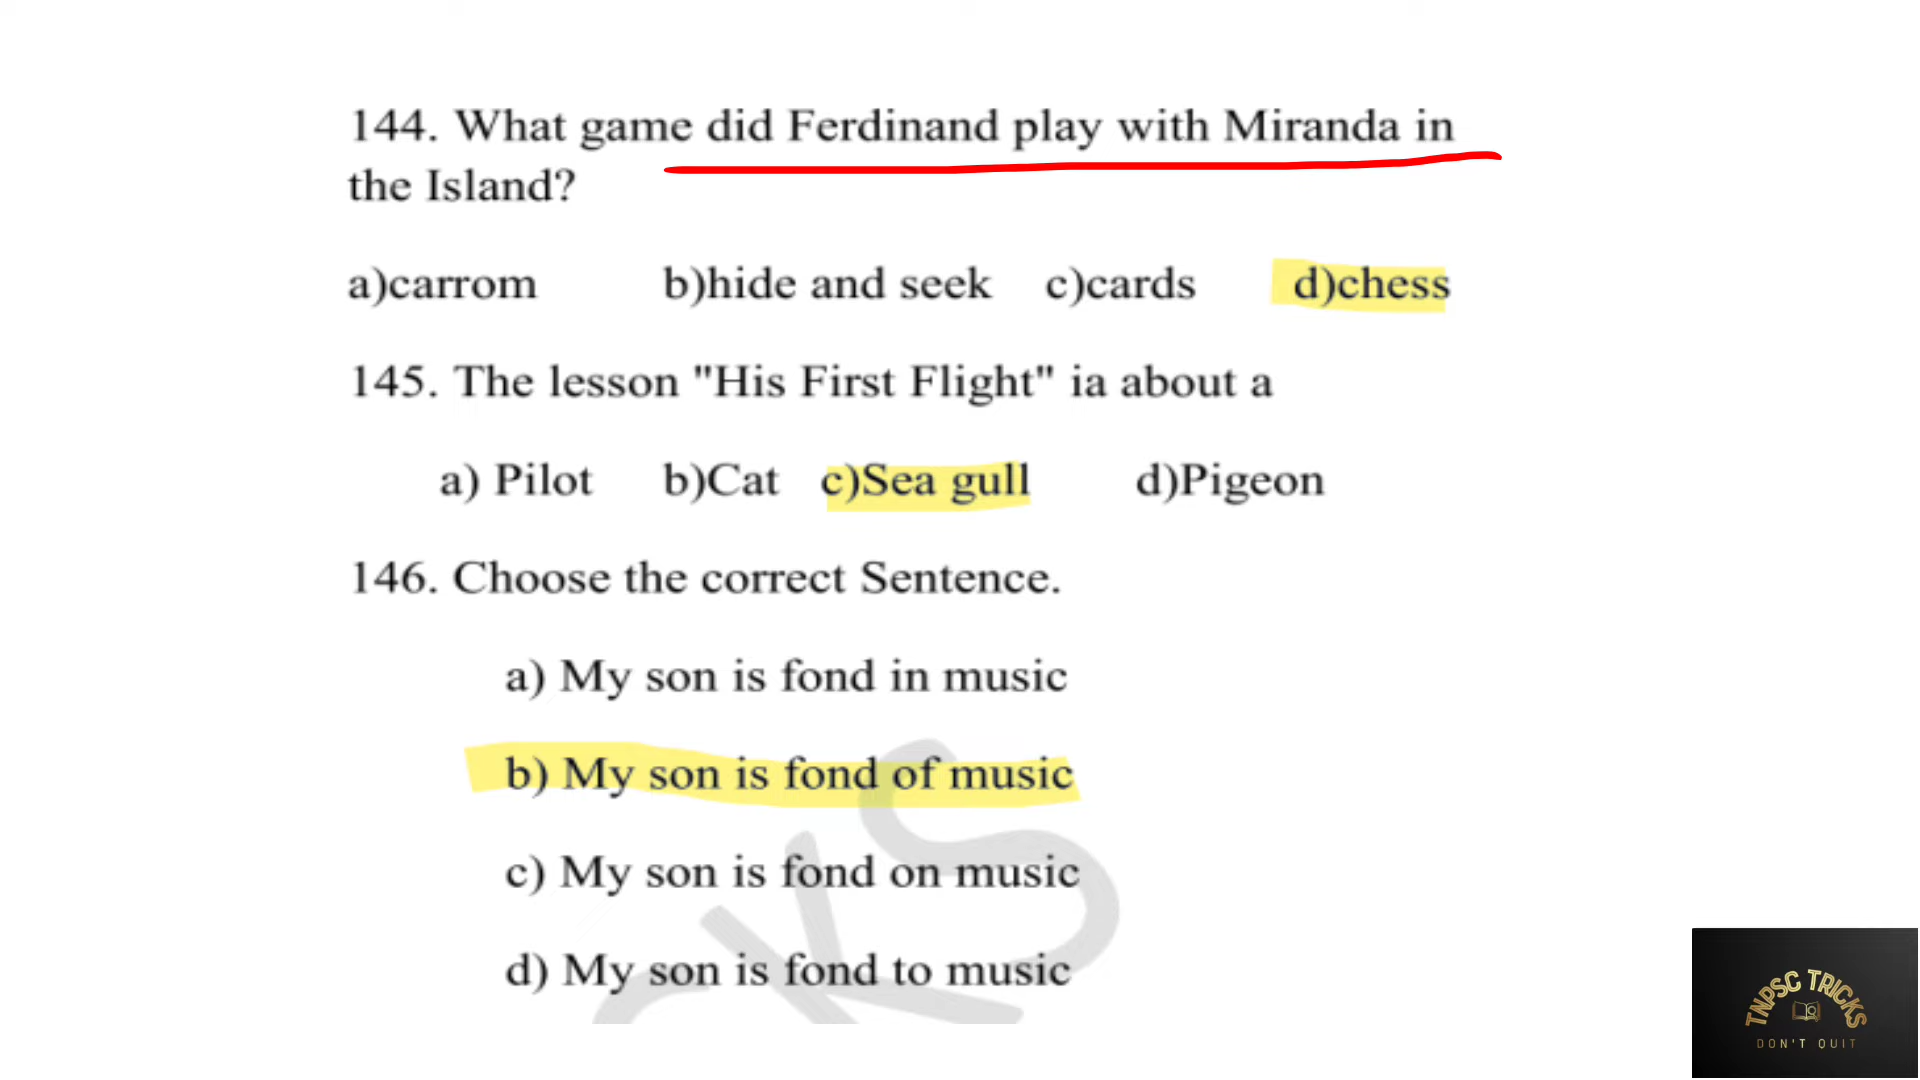 144. What game did Ferdinand play with Miranda in
the Island?
a)carrom b)hide and seek c)cards d)chess
145. The lesson "His First Flight" ia about a
a) Pilot b)Cat c)Sea gull d)Pigeon
146. Choose the correct Sentence.
a) My son is fond in music
b) My son is fond of music
c) My son is fond on music
d) My son is fond to music
TNPSC TRICKS
DON'T QUIT